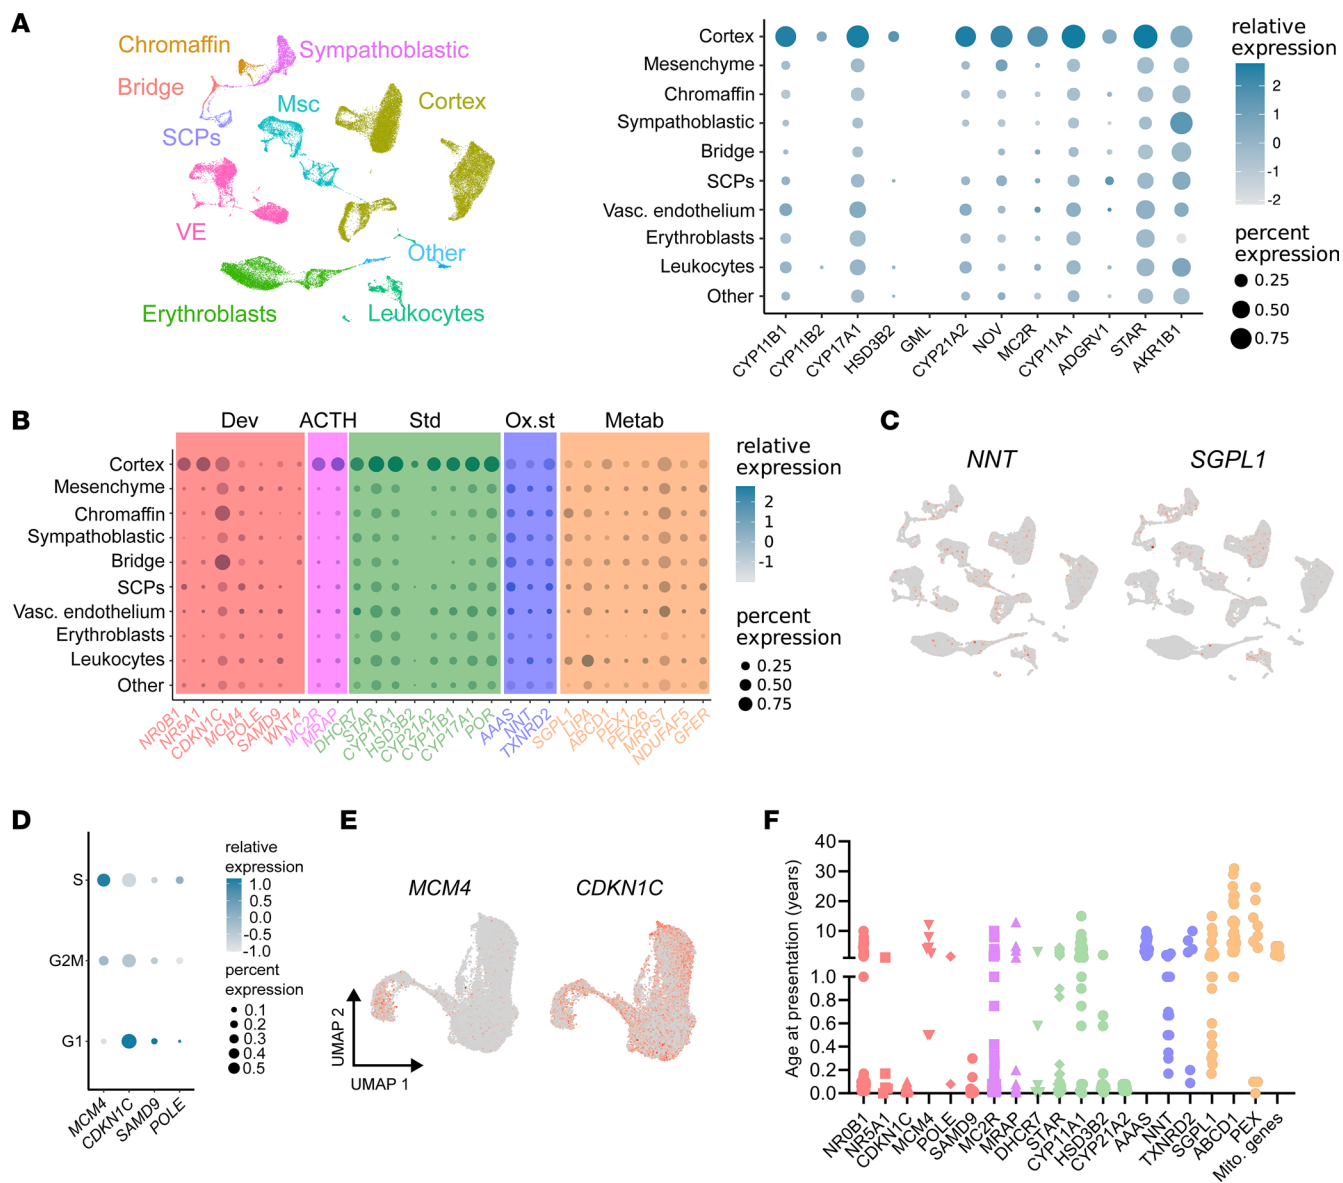 A
Chromaffin
Sympathoblastic
Bridge
Msc
Cortex
SCPs
VE
Other
Erythroblasts
Leukocytes
Cortex
Mesenchyme
Chromaffin
Sympathoblastic
Bridge
SCPs
Vasc. endothelium
Erythroblasts
Leukocytes
Other
CYP11B1
CYP11B2
CYP17A1
HSD3B2
GML
CYP21A2
NOV
MC2R
CYP11A1
ADGRV1
STAR
AKR1B1
relative
expression
2
1
0
-1
-2
percent
expression
0.25
0.50
0.75
B
Dev
ACTH
Std
Ox.st
Metab
Cortex
Mesenchyme
Chromaffin
Sympathoblastic
Bridge
SCPs
Vasc. endothelium
Erythroblasts
Leukocytes
Other
NR0B1
NR5A1
CDKN1C
MCM4
POLE
SAMD9
WNT4
MC2R
MRAP
DHCR7
STAR
CYP11A1
HSD3B2
CYP21A2
CYP11B1
CYP17A1
POR
AAAS
NNT
TXNRD2
SGPL1
LIPA
ABCD1
PEX1
PEX26
MRPS7
NDUFAF5
GFER
relative
expression
2
1
0
-1
percent
expression
0.25
0.50
0.75
C
NNT
SGPL1
D
S
G2M
G1
MCM4
CDKN1C
SAMD9
POLE
relative
expression
1.0
0.5
0.0
-0.5
-1.0
percent
expression
0.1
0.2
0.3
0.4
0.5
E
MCM4
CDKN1C
UMAP 2
UMAP 1
F
Age at presentation (years)
40
30
20
10
1.0
0.8
0.6
0.4
0.2
0.0
NR0B1
NR5A1
CDKN1C
MCM4
POLE
SAMD9
MC2R
MRAP
DHCR7
STAR
CYP11A1
HSD3B2
CYP21A2
AAAS
NNT
TXNRD2
SGPL1
ABCD1
PEX
Mito. genes